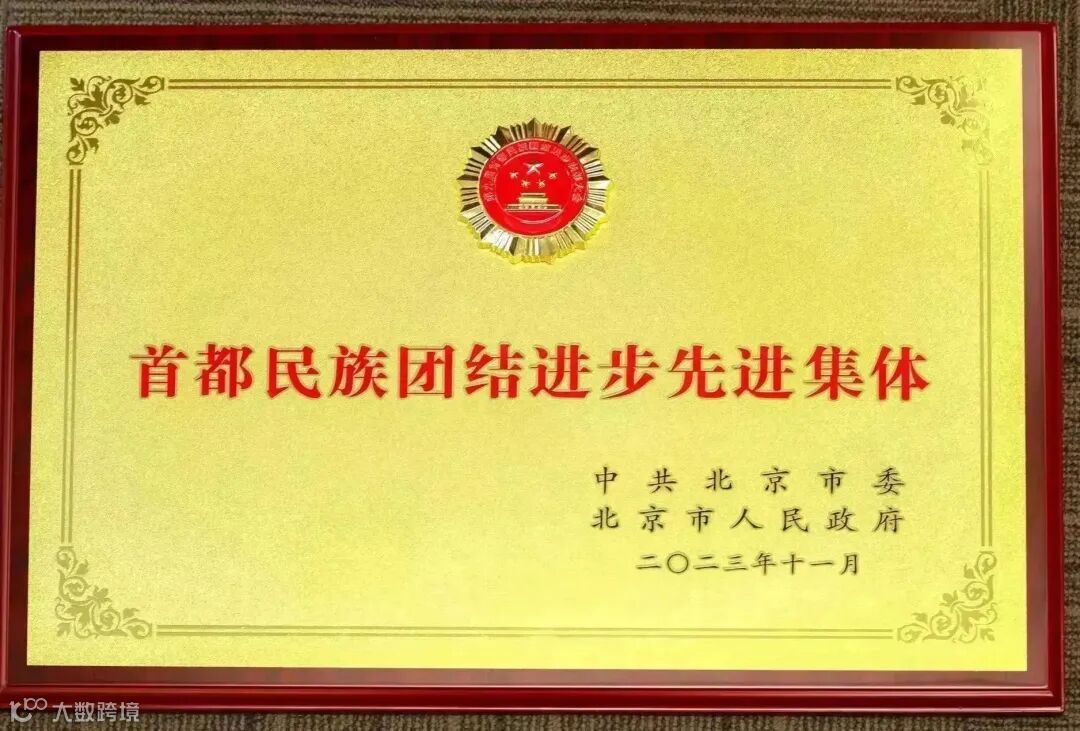 首都民族团结进步先进集体
中共北京市委
北京市人民政府
二〇二三年十一月
大数跨境